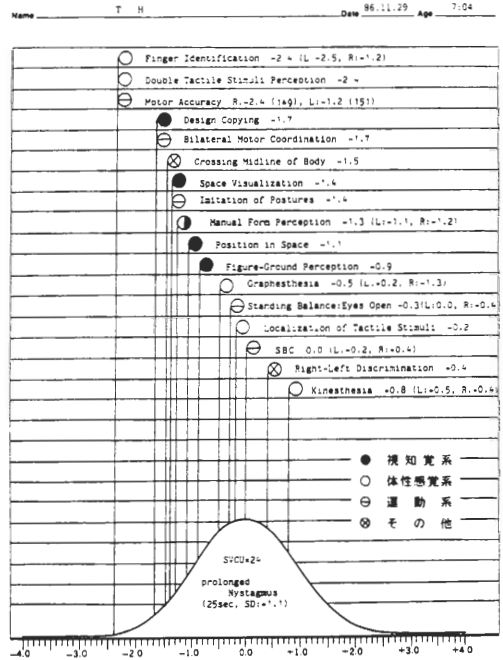 Name T H Date 86.11.29 Age 7:04
Finger Identification -2.4 (L -2.5, R:-1.2)
Double Tactile Stimuli Perception -2.4
Motor Accuracy R.-2.4 (149), L:-1.2 (151)
Design Copying -1.7
Bilateral Motor Coordination -1.7
Crossing Midline of Body -1.5
Space Visualization -1.4
Imitation of Postures -1.4
Manual Form Perception -1.3 (L:-1.1, R:-1.2)
Position in Space -1.1
Figure-Ground Perception -0.9
Graphesthesia -0.5 (L.+0.2, R:-1.3)
Standing Balance:Eyes Open -0.3(L:0.0, R:-0.4
Localization of Tactile Stimuli -0.2
SBC 0.0 (L.-0.2, R:+0.4)
Right-Left Discrimination +0.4
Kinesthesia +0.8 (L:+0.5, R.+0.4)
● 視知覚系
○ 体性感覚系
⊖ 運動系
⊗ その他
=24
prolonged
Nystagmus
(25sec, SD:+1.1)
-4.0 -3.0 -2.0 -1.0 0.0 +1.0 +2.0 +3.0 +4.0